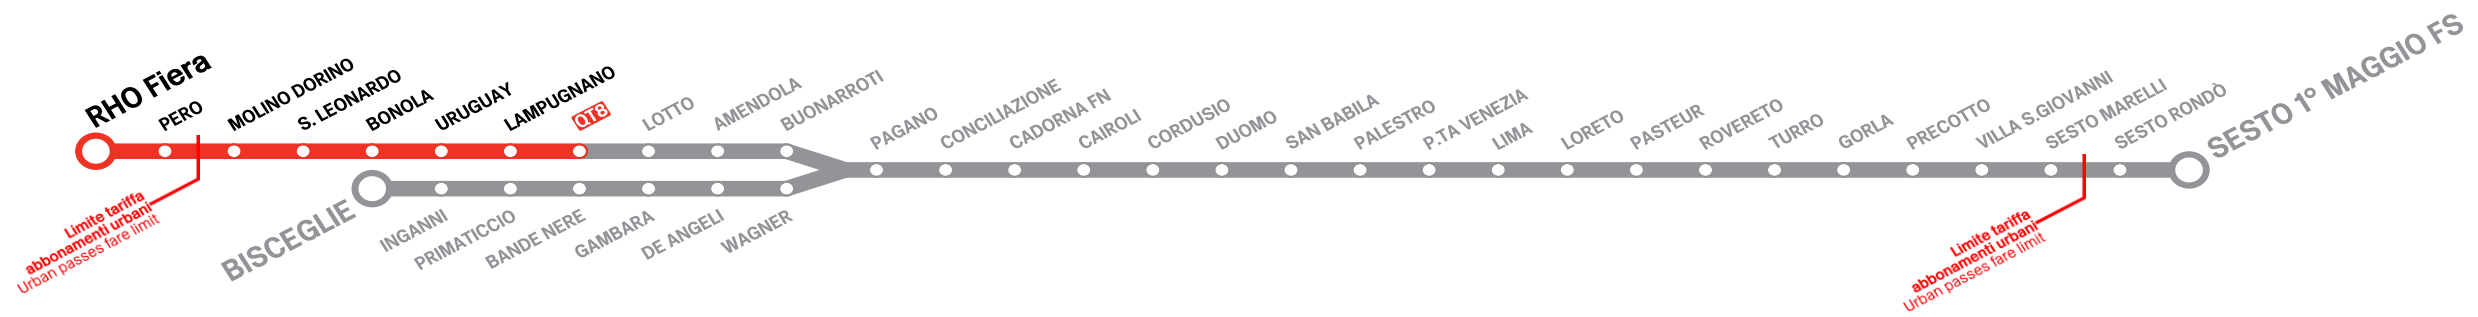 RHO Fiera
PERO
MOLINO DORINO
S. LEONARDO
BONOLA
URUGUAY
LAMPUGNANO
QT8
LOTTO
AMENDOLA
BUONARROTI
PAGANO
CONCILIAZIONE
CADORNA FN
CAIROLI
CORDUSIO
DUOMO
SAN BABILA
PALESTRO
P.TA VENEZIA
LIMA
LORETO
PASTEUR
ROVERETO
TURRO
GORLA
PRECOTTO
VILLA S.GIOVANNI
SESTO MARELLI
SESTO RONDÒ
SESTO 1° MAGGIO FS
Limite tariffa
abbonamenti urbani
Urban passes fare limit
BISCEGLIE
INGANNI
PRIMATICCIO
BANDE NERE
GAMBARA
DE ANGELI
WAGNER
Limite tariffa
abbonamenti urbani
Urban passes fare limit